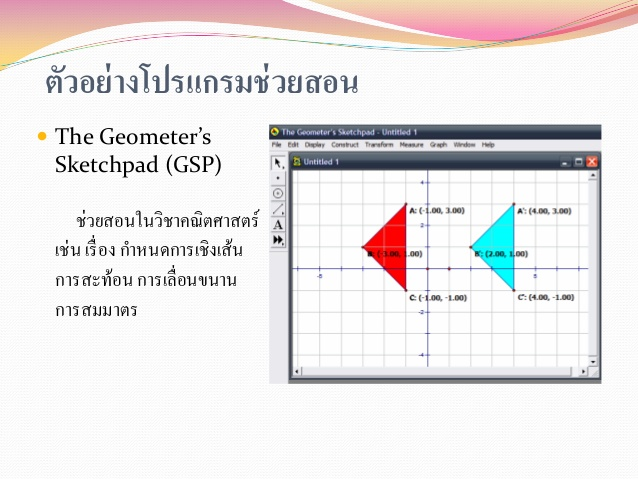 ตัวอย่างโปรแกรมช่วยสอน
The Geometer's
Sketchpad (GSP)
ช่วยสอนในวิชาคณิตศาสตร์
เช่น เรื่อง กำหนดการเชิงเส้น
การสะท้อน การเลื่อนขนาน
การสมมาตร
The Geometer's Sketchpad - Untitled 1
File Edit Display Construct Transform Measure Graph Window Help
Untitled 1
A
4
A: (-1.00, 3.00)
A': (4.00, 3.00)
2
B: (-3.00, 1.00)
B': (2.00, 1.00)
-5
5
C: (-1.00, -1.00)
C': (4.00, -1.00)
-2
-4